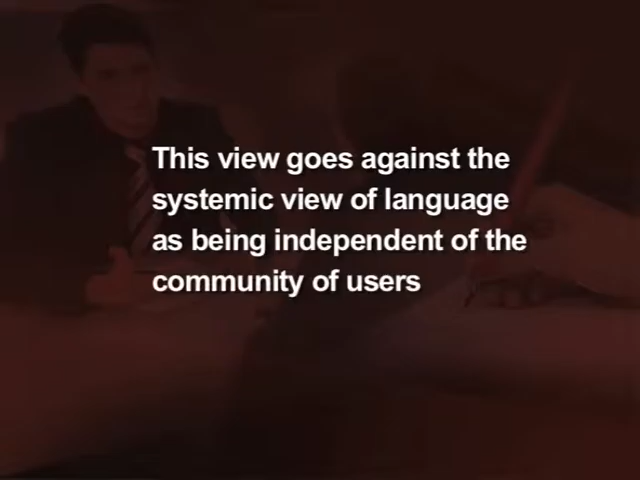 This view goes against the
systemic view of language
as being independent of the
community of users